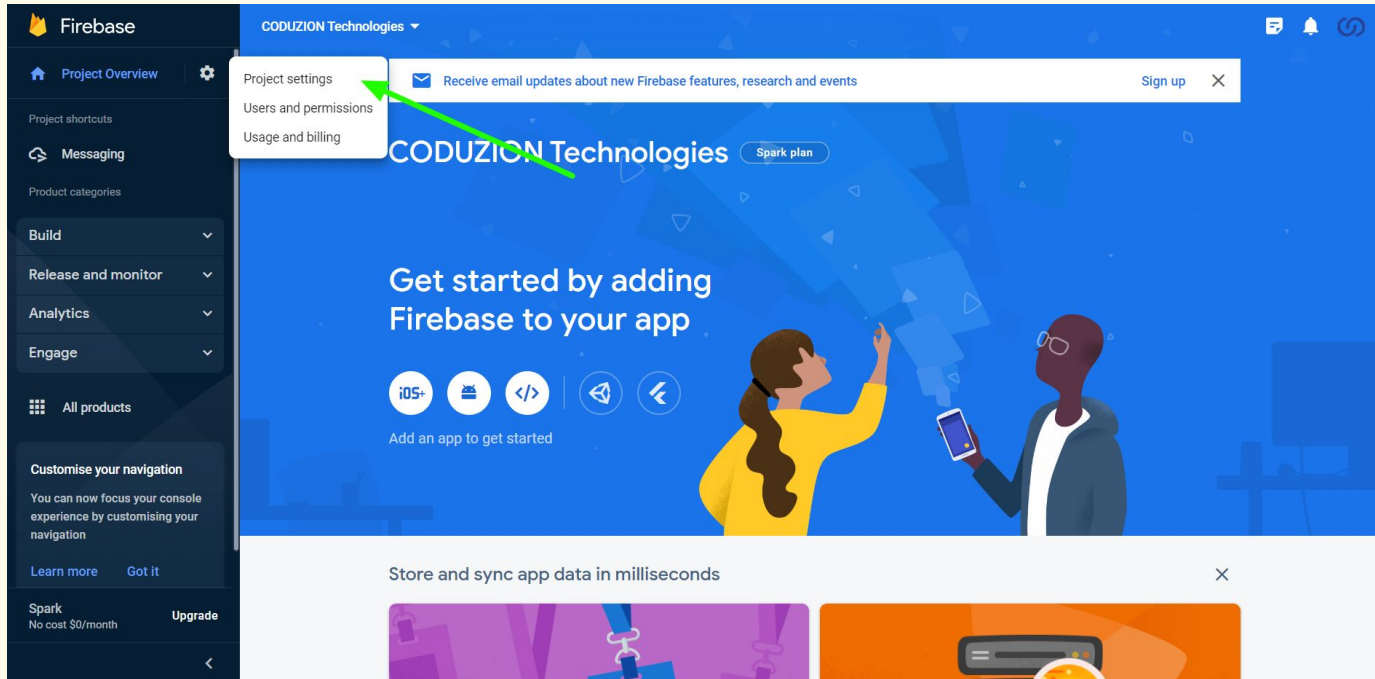 Firebase
CODUZION Technologies
Project Overview
Project settings
Users and permissions
Usage and billing
Receive email updates about new Firebase features, research and events
Sign up
Project shortcuts
Messaging
Product categories
Build
Release and monitor
Analytics
Engage
All products
Customise your navigation
You can now focus your console
experience by customising your
navigation
Learn more Got it
Spark
No cost $0/month
Upgrade
CODUZION Technologies Spark plan
Get started by adding
Firebase to your app
iOS+
Add an app to get started
Store and sync app data in milliseconds